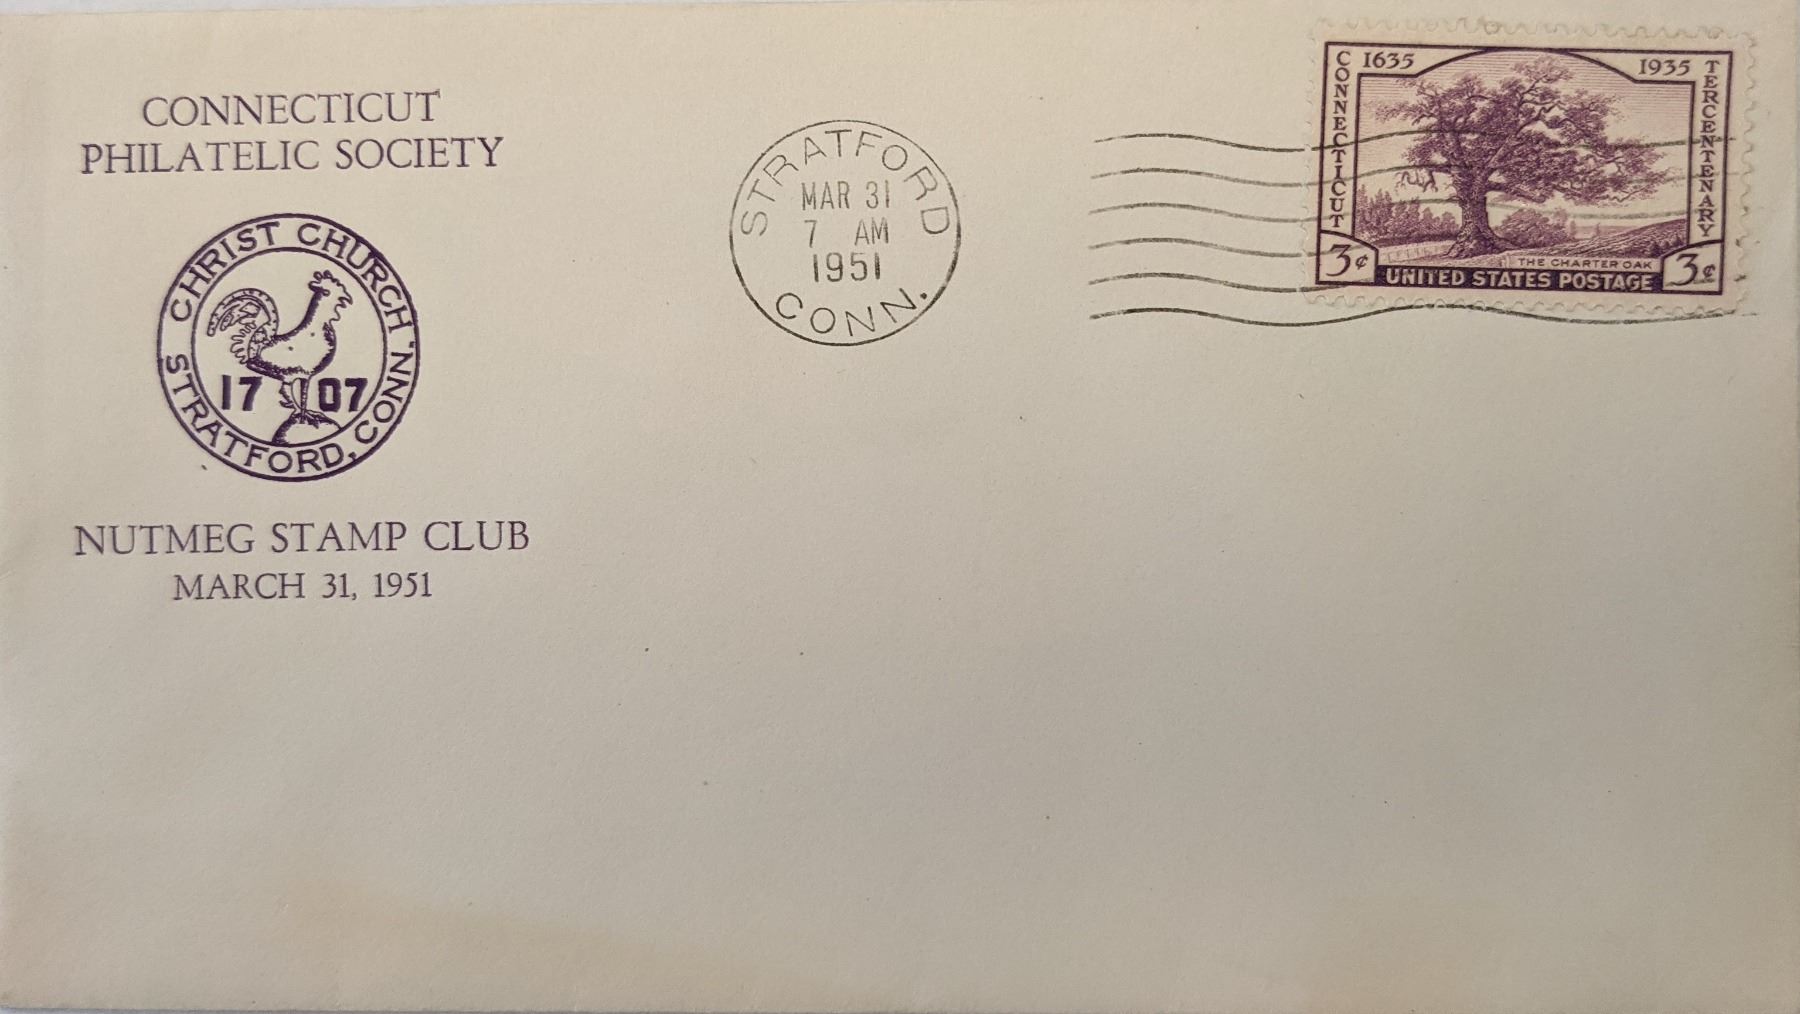 CONNECTICUT
PHILATELIC SOCIETY
CHRIST CHURCH
17 07
STRATFORD, CONN.
NUTMEG STAMP CLUB
MARCH 31, 1951
STRATFORD
MAR 31
7 AM
1951
CONN.
CONNECTICUT
1635
1935
TERCENTENARY
THE CHARTER OAK
3¢
UNITED STATES POSTAGE
3¢